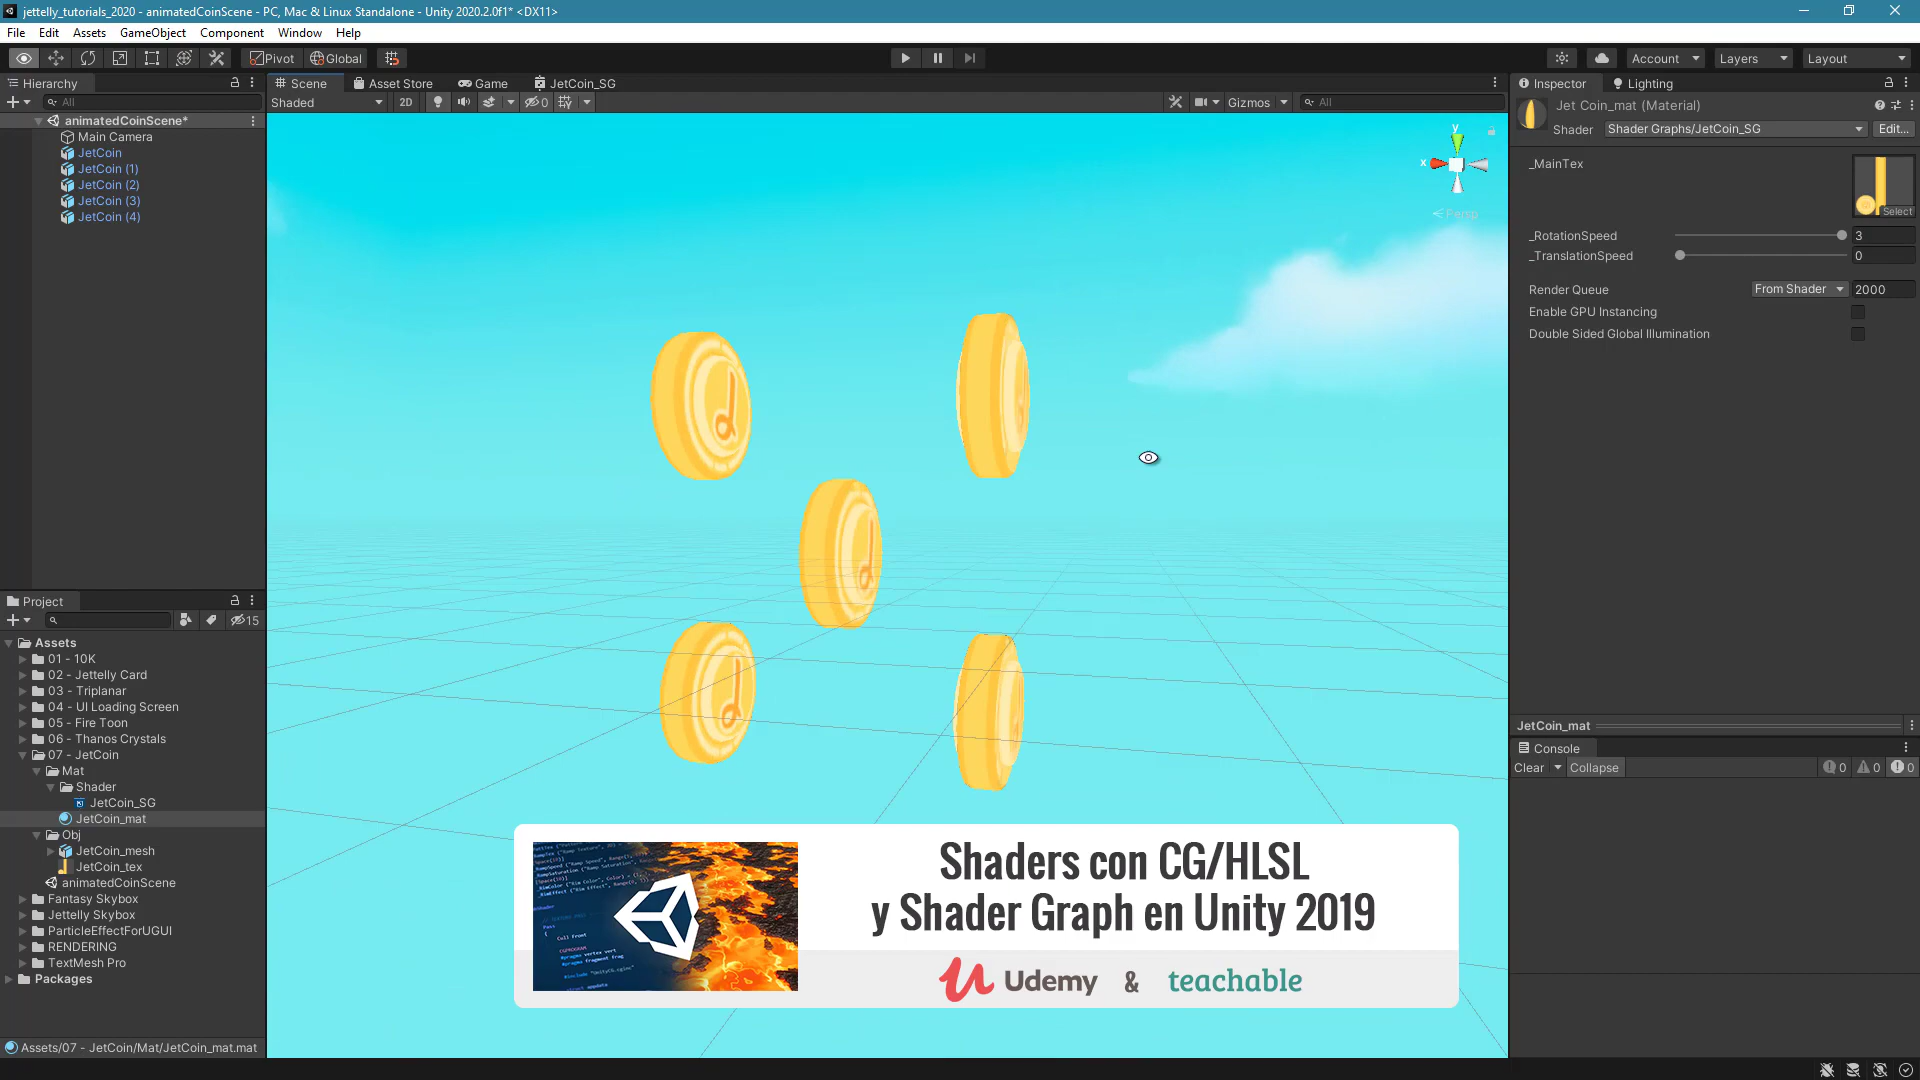 jettelly_tutorials_2020 - animatedCoinScene - PC, Mac & Linux Standalone - Unity 2020.2.0f1* <DX11>
File Edit Assets GameObject Component Window Help
Pivot Global Account Layers Layout
Hierarchy
All
animatedCoinScene*
Main Camera
JetCoin
JetCoin (1)
JetCoin (2)
JetCoin (3)
JetCoin (4)
Scene Asset Store Game JetCoin_SG
Shaded 2D 0 Gizmos All
y
x
Persp
Inspector Lighting
Jet Coin_mat (Material)
Shader Shader Graphs/JetCoin_SG Edit...
_MainTex
Select
_RotationSpeed 3
_TranslationSpeed 0
Render Queue From Shader 2000
Enable GPU Instancing
Double Sided Global Illumination
JetCoin_mat
Console
Clear Collapse 0 0 0
Project
15
Assets
01 - 10K
02 - Jettelly Card
03 - Triplanar
04 - UI Loading Screen
05 - Fire Toon
06 - Thanos Crystals
07 - JetCoin
Mat
Shader
JetCoin_SG
JetCoin_mat
Obj
JetCoin_mesh
JetCoin_tex
animatedCoinScene
Fantasy Skybox
Jettelly Skybox
ParticleEffectForUGUI
RENDERING
TextMesh Pro
Packages
Assets/07 - JetCoin/Mat/JetCoin_mat.mat
Shaders con CG/HLSL
y Shader Graph en Unity 2019
Udemy & teachable